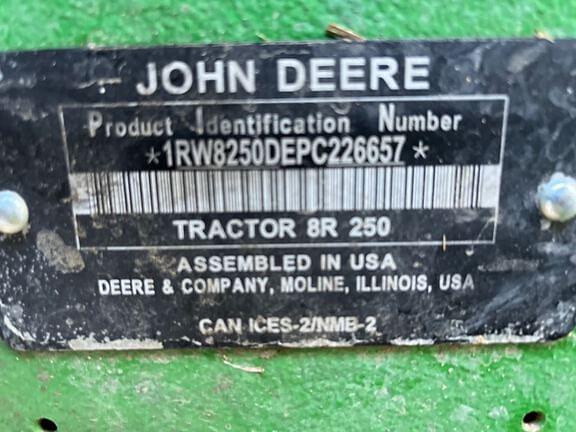 JOHN DEERE
Product Identification Number
*1RW8250DEPC226657*
TRACTOR 8R 250
ASSEMBLED IN USA
DEERE & COMPANY, MOLINE, ILLINOIS, USA
CAN ICES-2/NMB-2